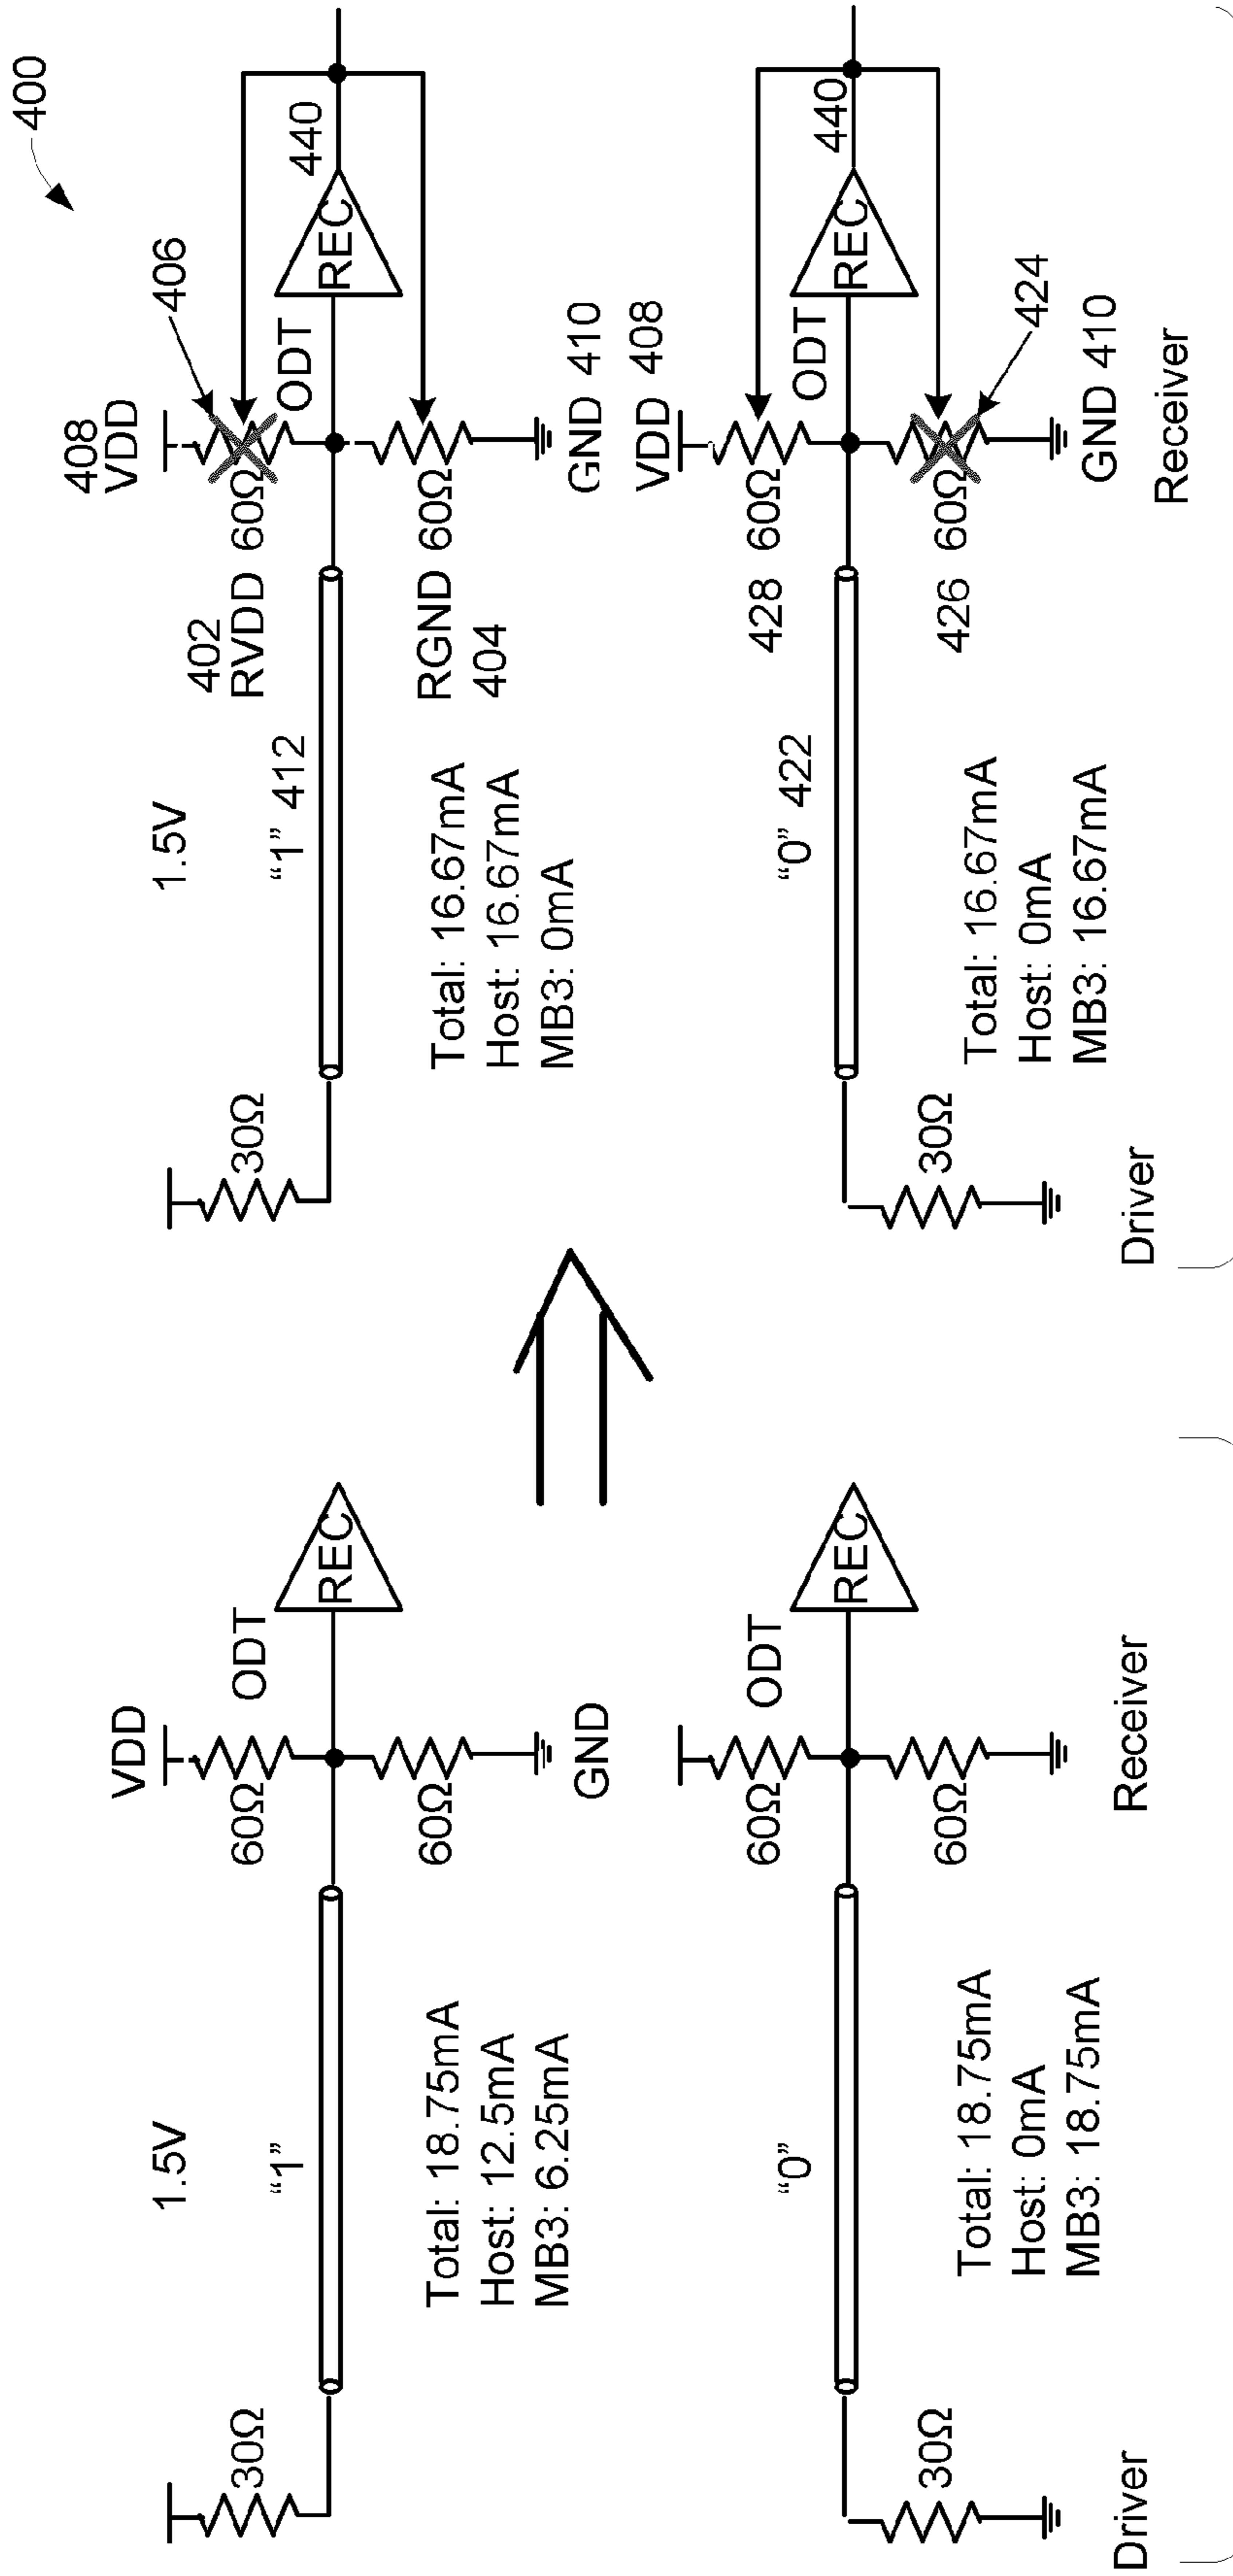 400
1.5V
"1"
30Ω
VDD
60Ω
ODT
REC
60Ω
GND
Total: 18.75mA
Host: 12.5mA
MB3: 6.25mA
"0"
30Ω
60Ω
ODT
REC
60Ω
Total: 18.75mA
Host: 0mA
MB3: 18.75mA
Driver
Receiver
1.5V
"1" 412
30Ω
408
VDD
406
402
RVDD 60Ω
ODT
REC
440
RGND 60Ω
404
GND 410
Total: 16.67mA
Host: 16.67mA
MB3: 0mA
VDD 408
"0" 422
30Ω
428 60Ω
ODT
REC
440
426 60Ω
424
GND 410
Total: 16.67mA
Host: 0mA
MB3: 16.67mA
Driver
Receiver